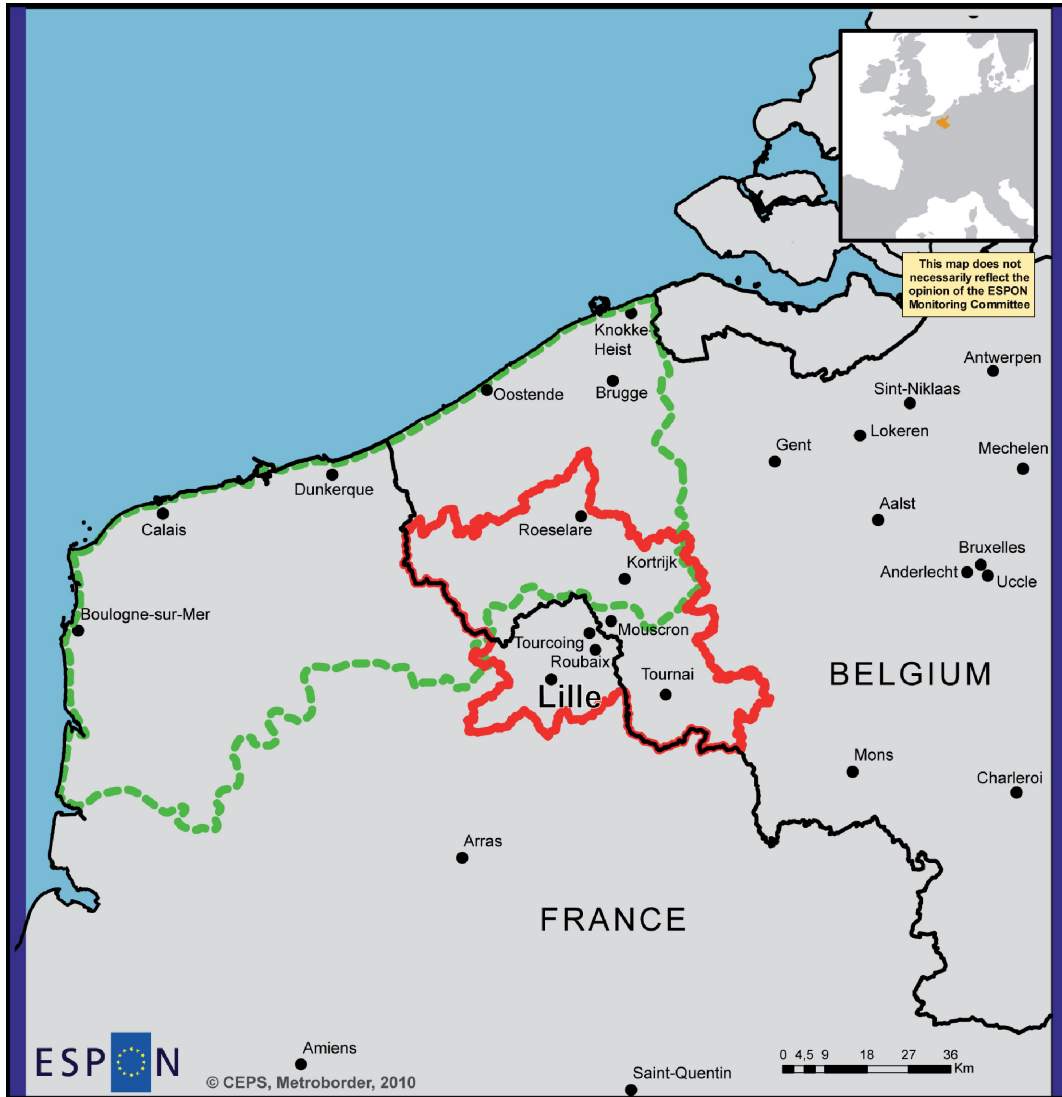 This map does not
necessarily reflect the
opinion of the ESPON
Monitoring Committee
Knokke-
Heist
Antwerpen
Oostende
Brugge
Sint-Niklaas
Lokeren
Gent
Mechelen
Dunkerque
Calais
Aalst
Roeselare
Bruxelles
Kortrijk
Anderlecht
Uccle
Boulogne-sur-Mer
Mouscron
Tourcoing
Roubaix
Tournai
BELGIUM
Lille
Mons
Charleroi
Arras
FRANCE
Amiens
ESPON
© CEPS, Metroborder, 2010
Saint-Quentin
0 4,5 9 18 27 36
Km